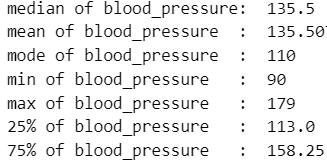 median of blood_pressure:  135.5
mean of blood_pressure  :  135.507
mode of blood_pressure  :  110
min of blood_pressure   :  90
max of blood_pressure   :  179
25% of blood_pressure   :  113.0
75% of blood_pressure   :  158.25